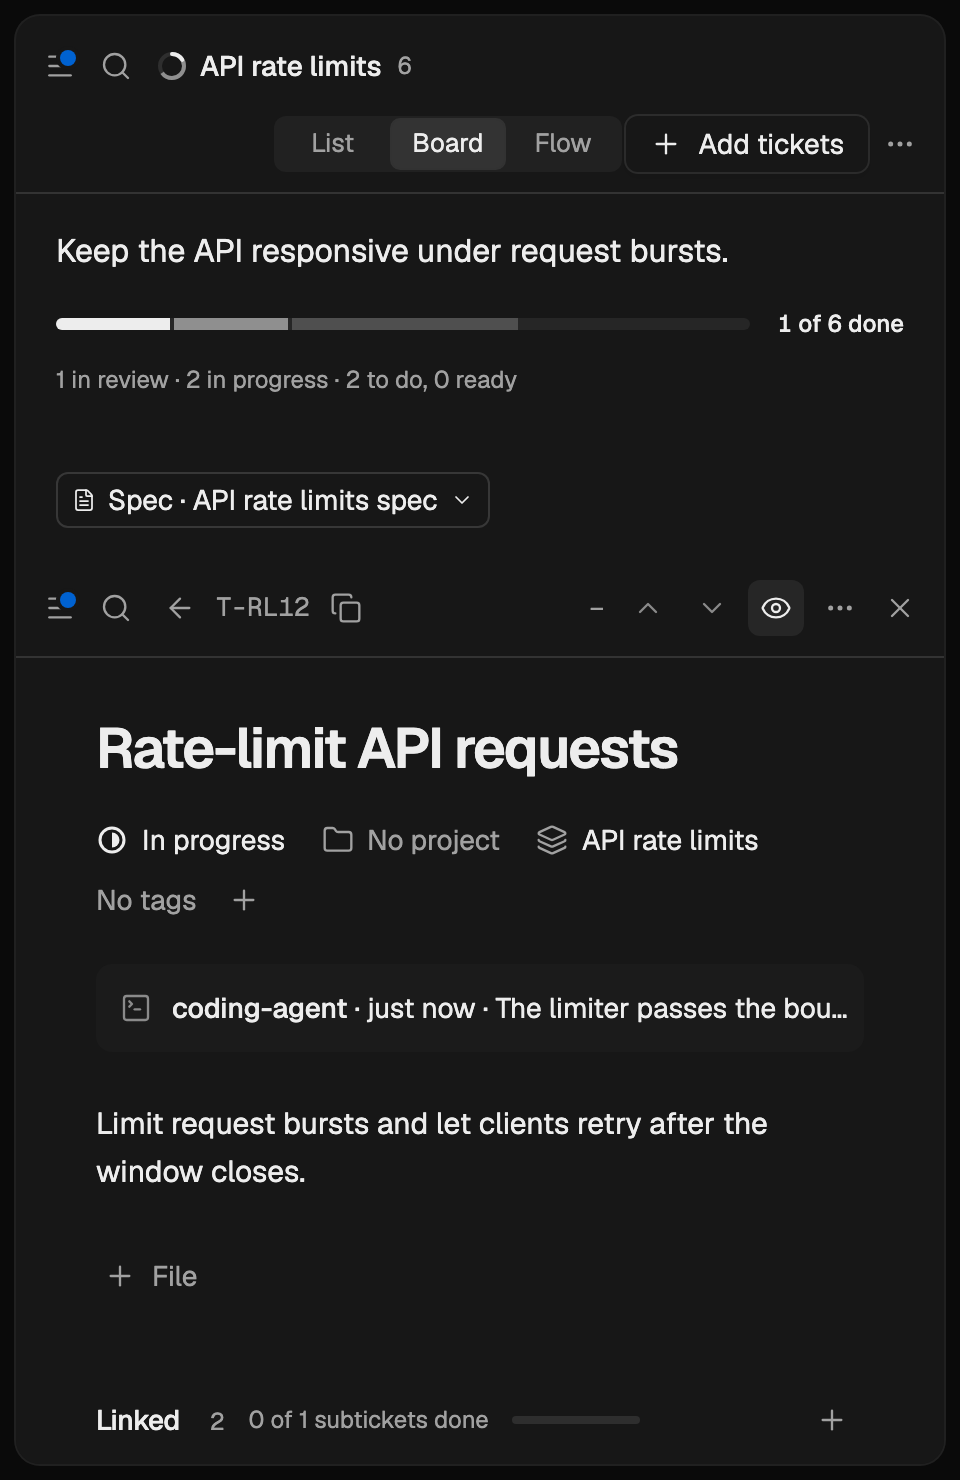 API rate limits 6
List Board Flow + Add tickets
Keep the API responsive under request bursts.
1 of 6 done
1 in review · 2 in progress · 2 to do, 0 ready
Spec · API rate limits spec
T-RL12
Rate-limit API requests
In progress No project API rate limits
No tags +
coding-agent · just now · The limiter passes the bou...
Limit request bursts and let clients retry after the
window closes.
+ File
Linked 2 0 of 1 subtickets done +